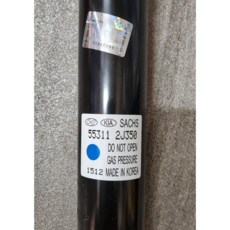 KIA SACHS
55311 2J350
DO NOT OPEN
GAS PRESSURE
1512 MADE IN KOREA